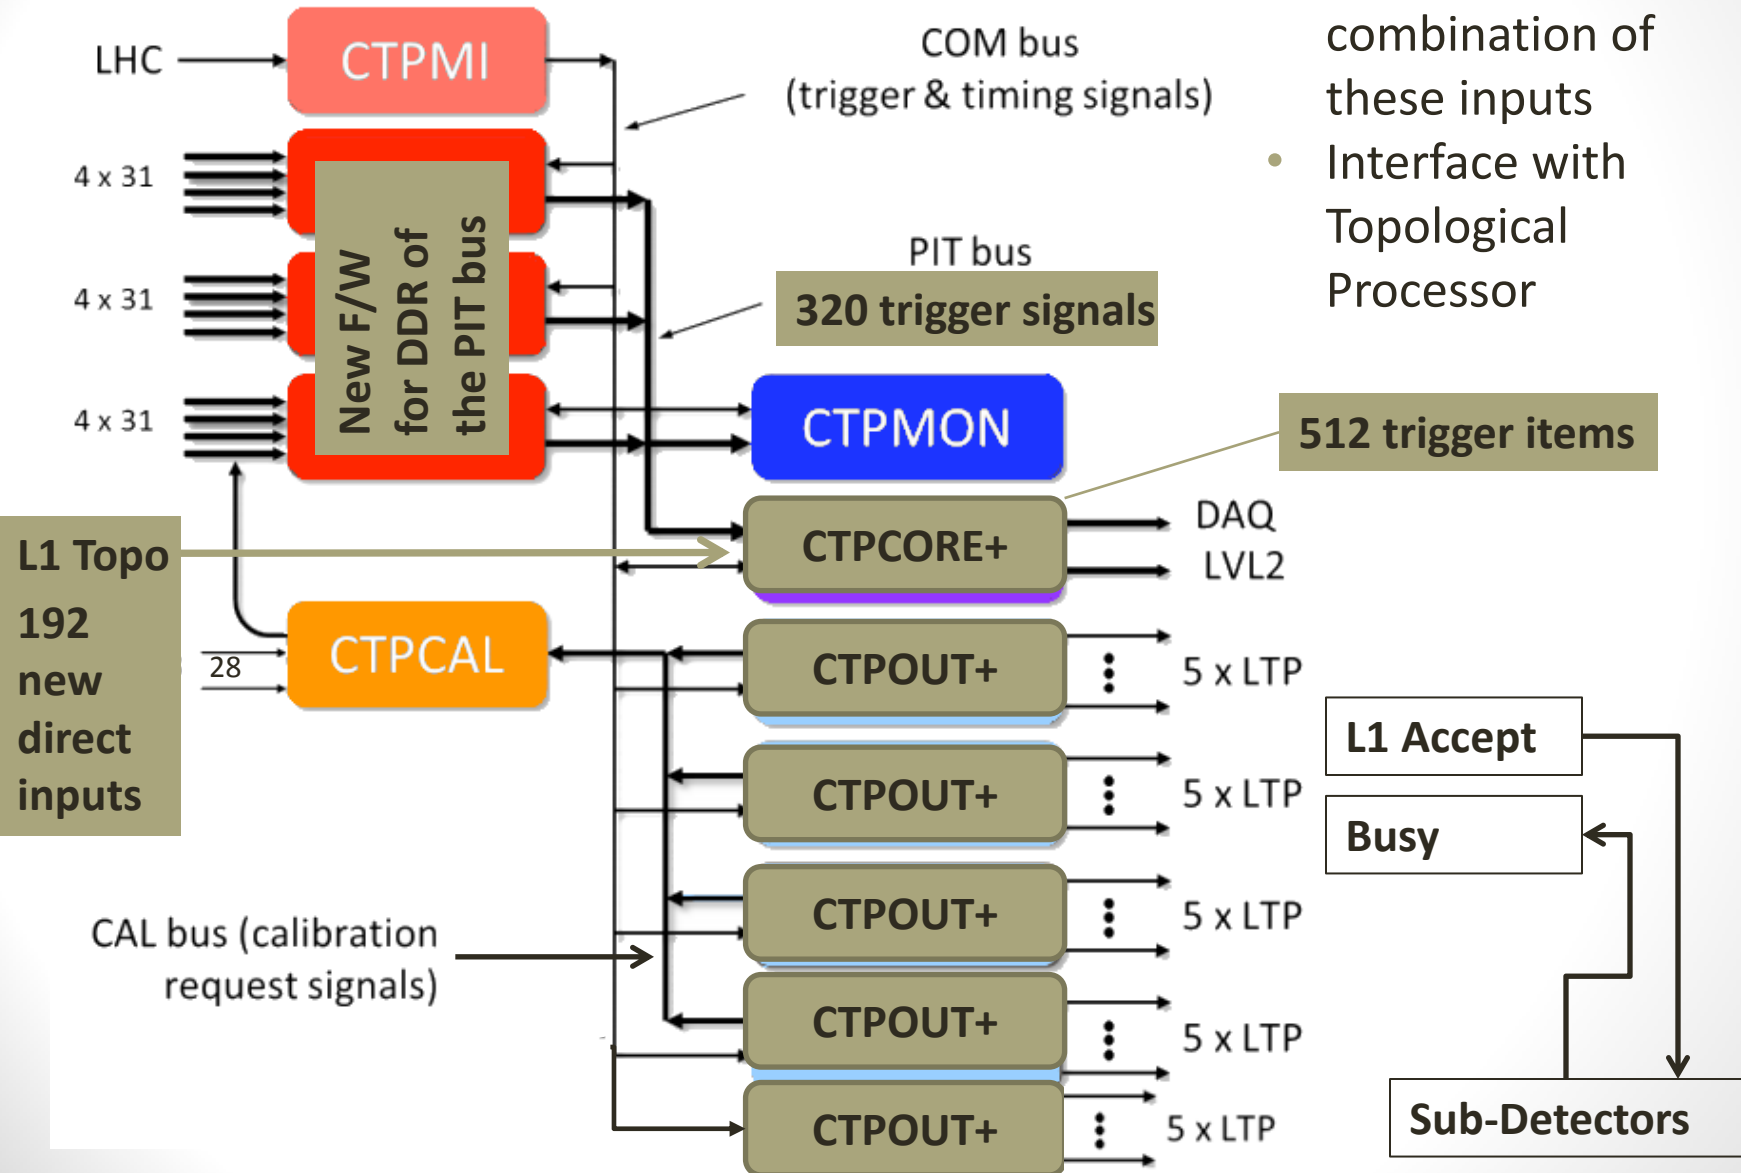 LHC
CTPMI
COM bus
(trigger & timing signals)
combination of
these inputs
• Interface with
Topological
Processor
4 x 31
4 x 31
4 x 31
New F/W
for DDR of
the PIT bus
PIT bus
320 trigger signals
CTPMON
512 trigger items
CTPCORE+
DAQ
LVL2
L1 Topo
192
new
direct
inputs
28
CTPCAL
CTPOUT+
5 x LTP
CTPOUT+
5 x LTP
CTPOUT+
5 x LTP
CTPOUT+
5 x LTP
CTPOUT+
5 x LTP
CAL bus (calibration
request signals)
L1 Accept
Busy
Sub-Detectors